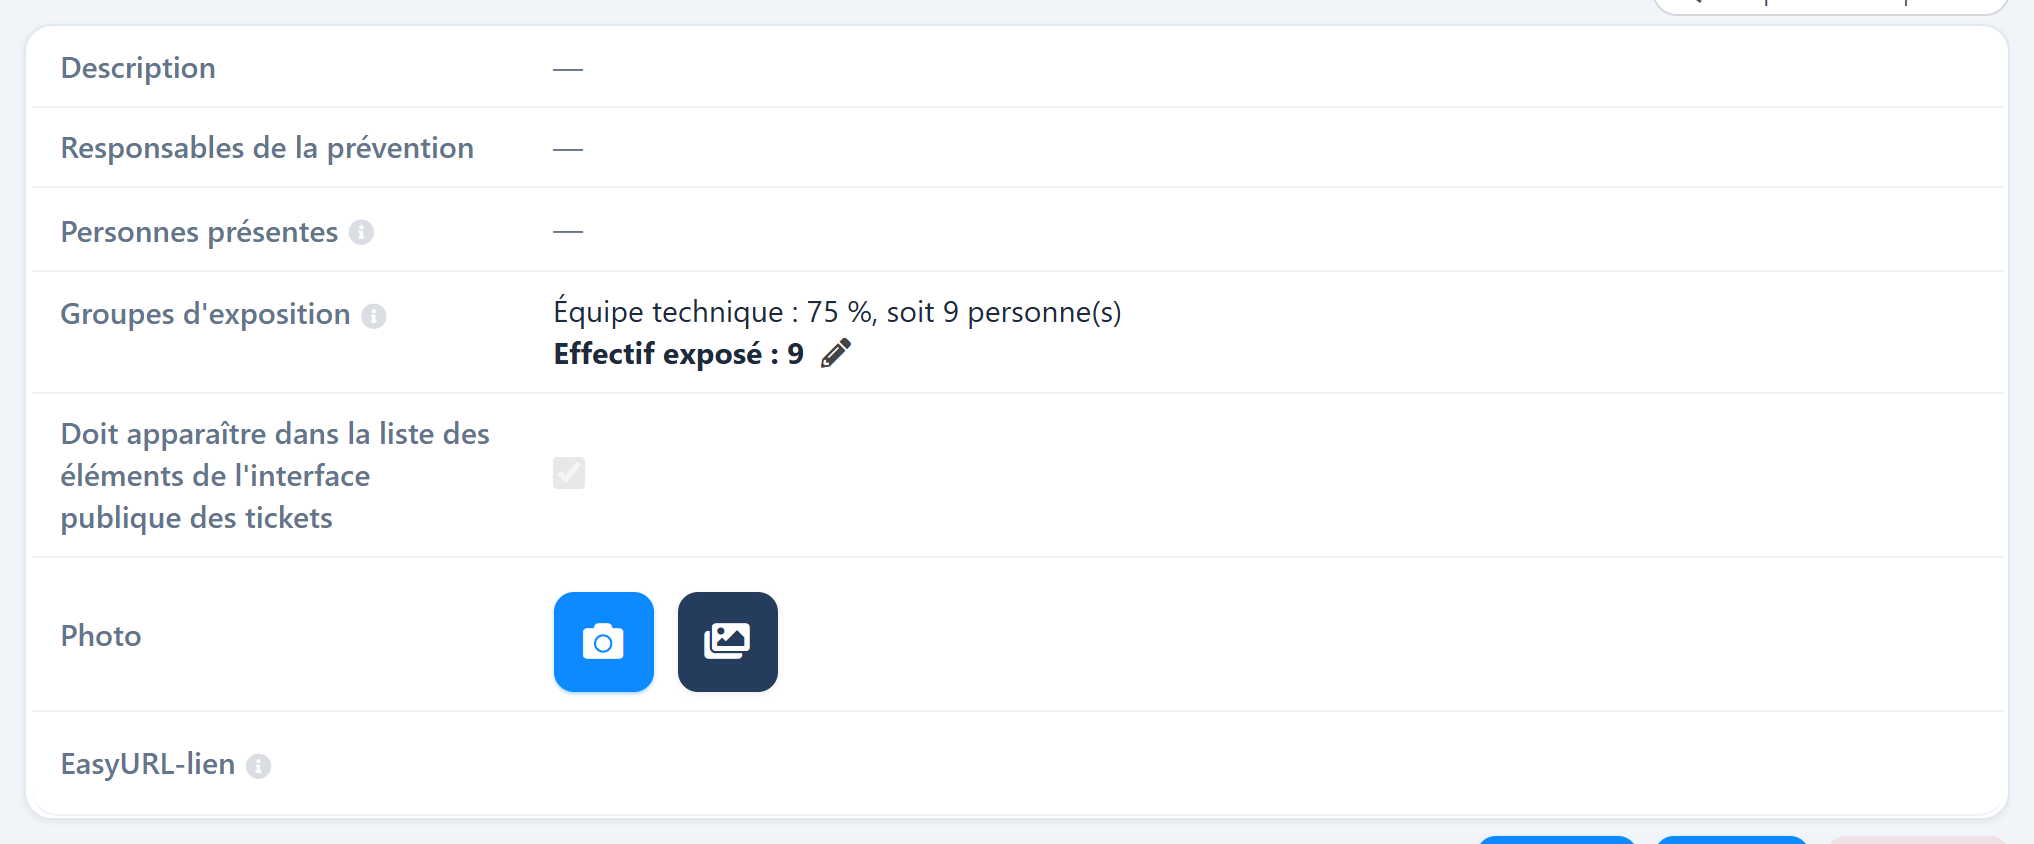 Description —
Responsables de la prévention —
Personnes présentes —
Groupes d'exposition
Équipe technique : 75 %, soit 9 personne(s)
Effectif exposé : 9
Doit apparaître dans la liste des
éléments de l'interface
publique des tickets
Photo
EasyURL-lien